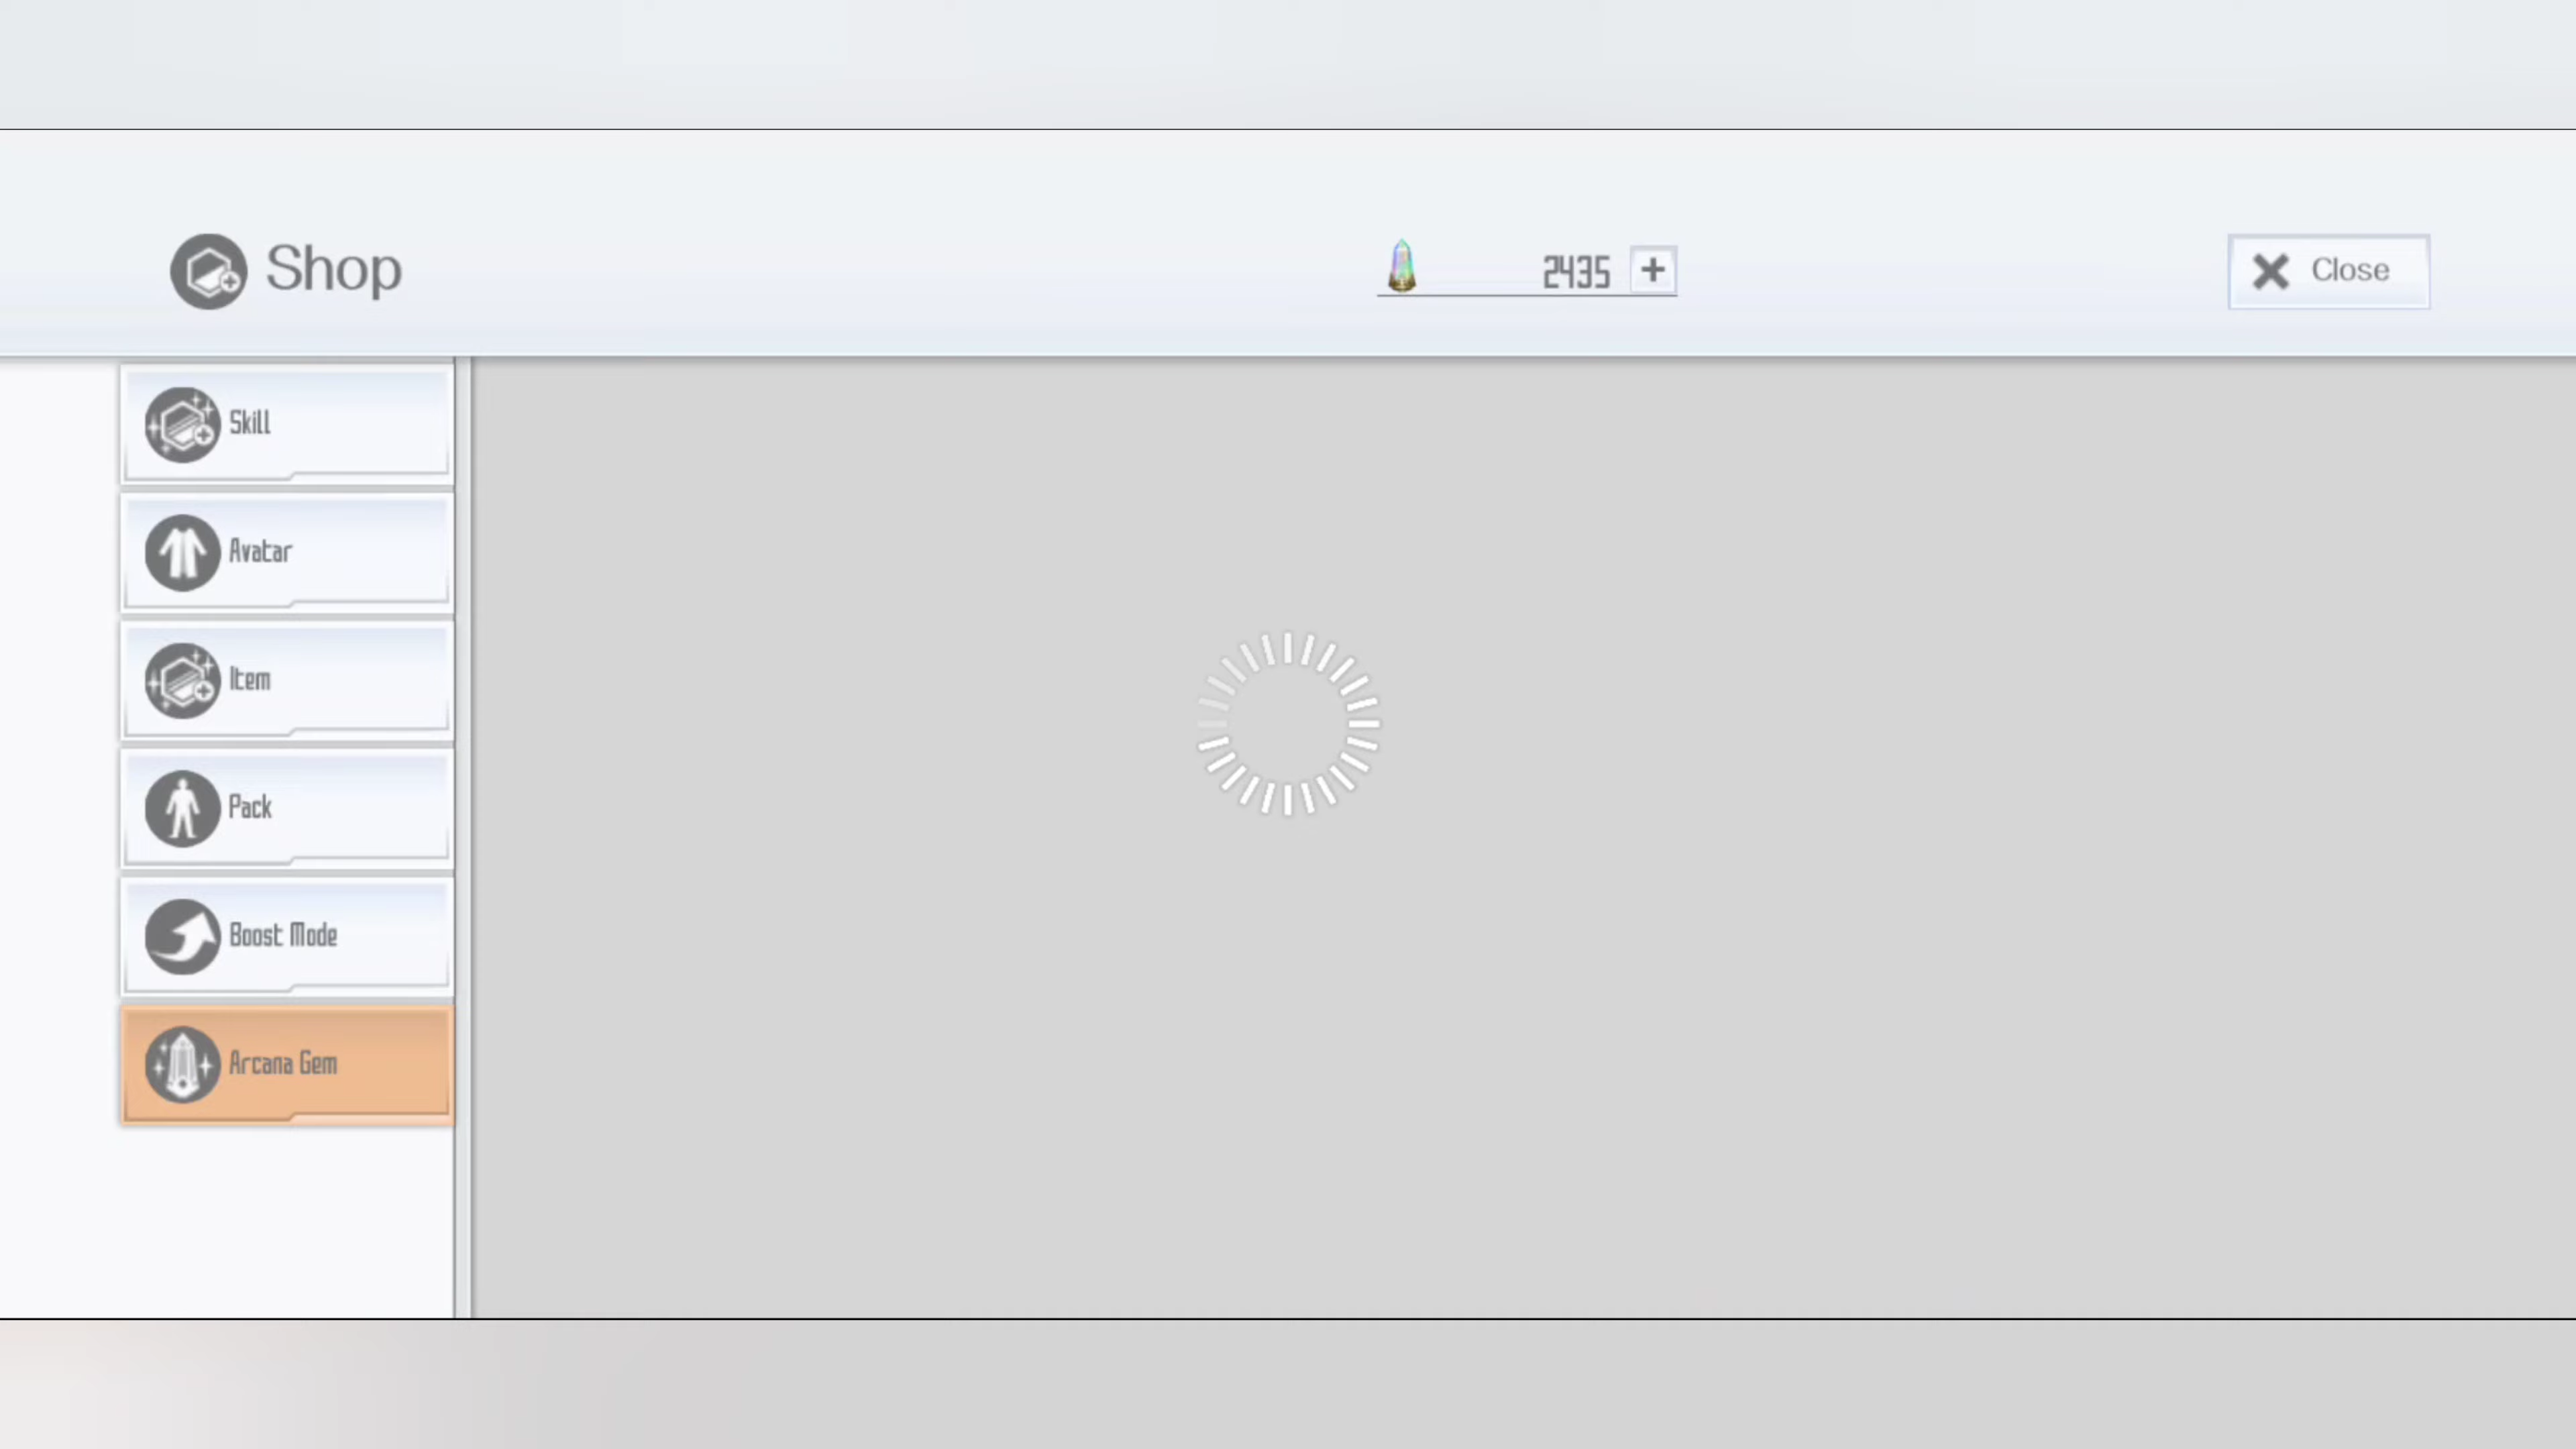 Shop
2435
Close
Skill
Avatar
Item
Pack
Boost Mode
Arcana Gem